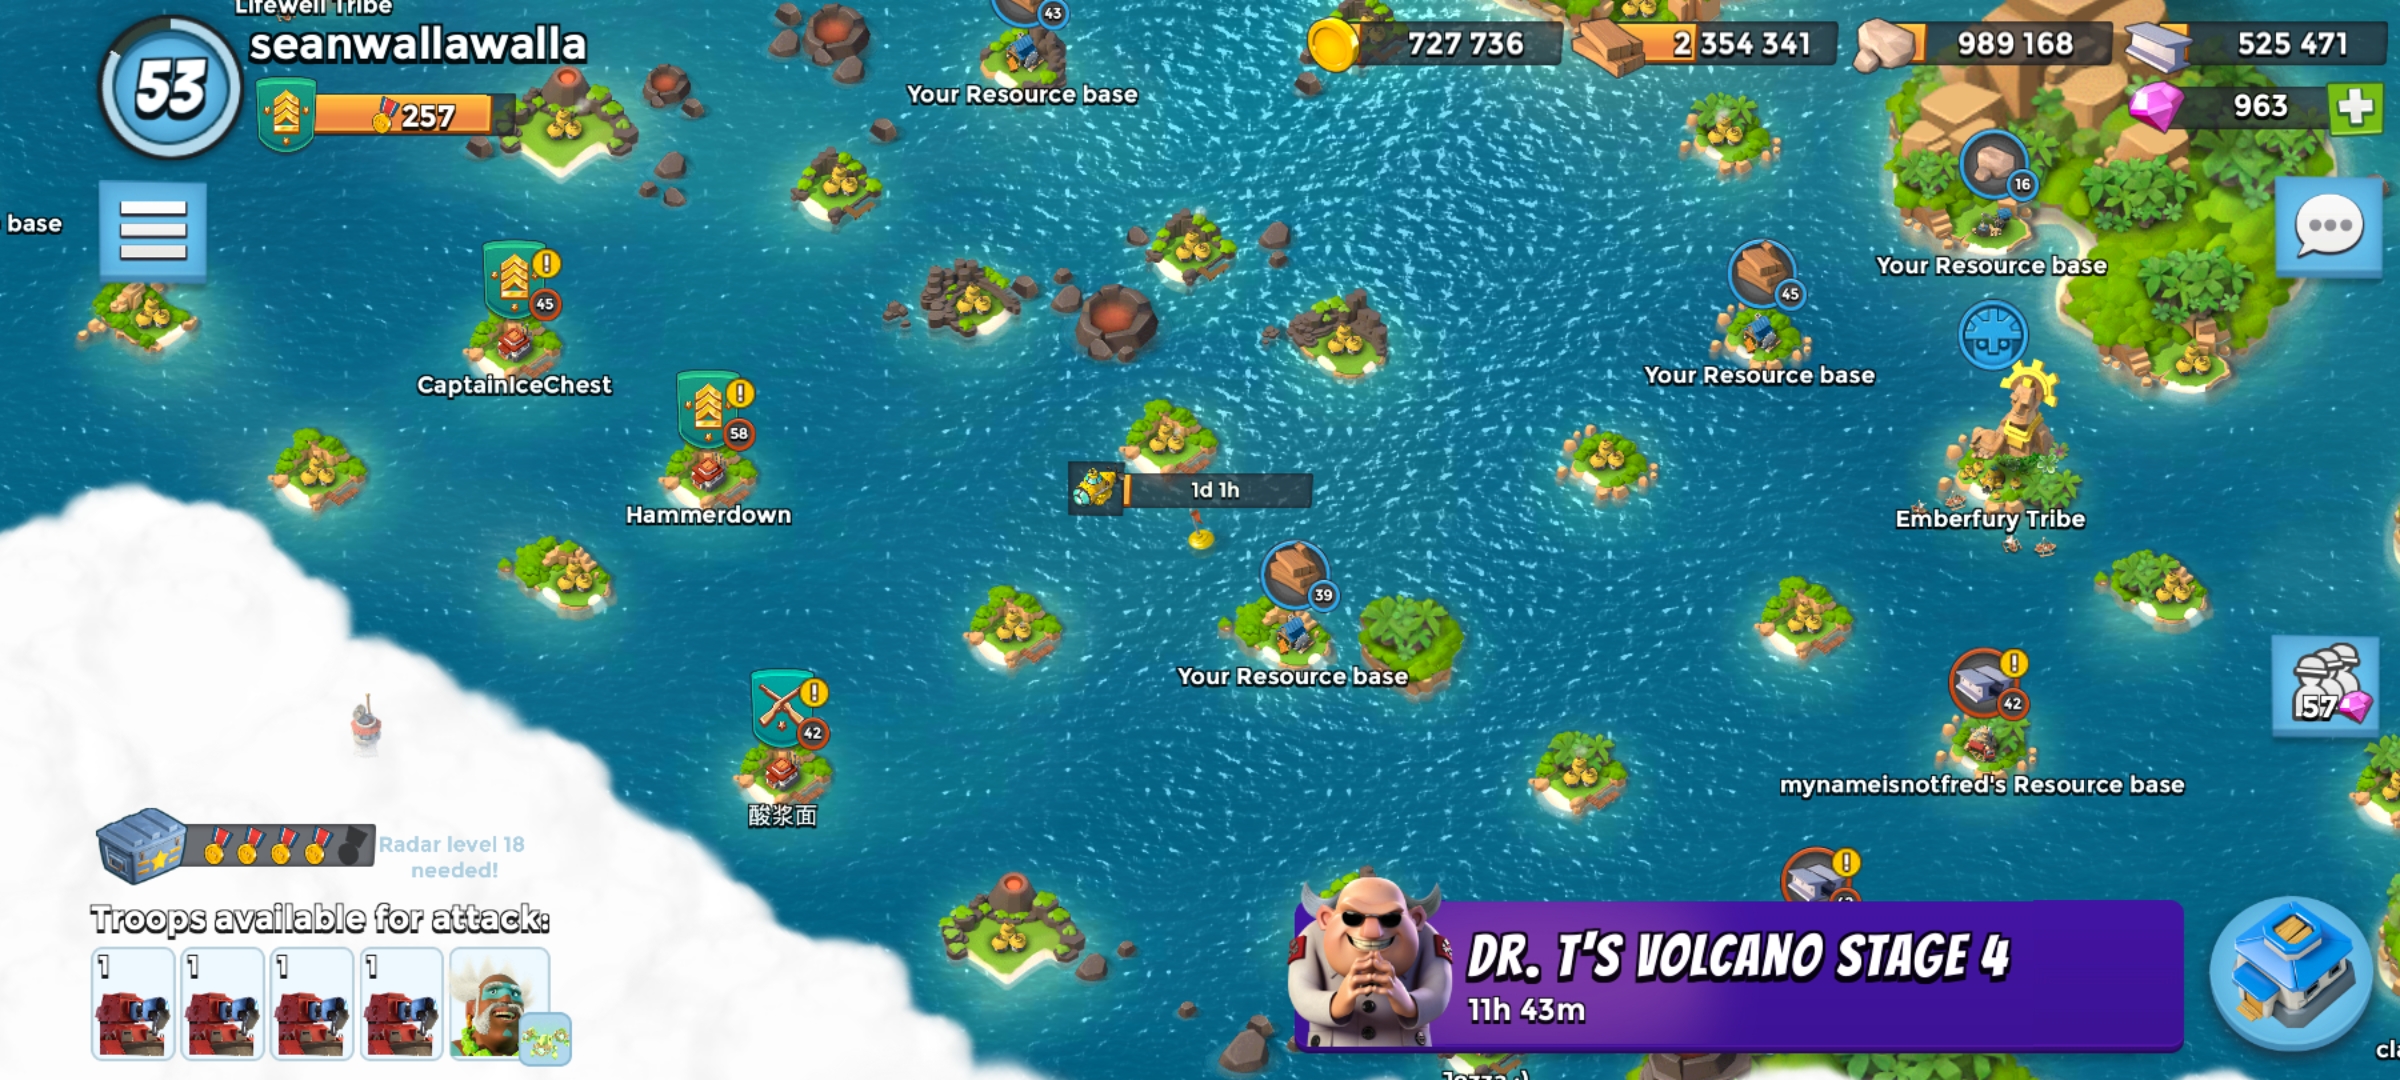 Lifewell Tribe
53
seanwallawalla
257
43
Your Resource base
727 736
2 354 341
989 168
525 471
963
base
16
Your Resource base
45
CaptainIceChest
45
Your Resource base
58
Hammerdown
1d 1h
Emberfury Tribe
39
Your Resource base
42
酸浆面
57
42
mynameisnotfred's Resource base
Radar level 18
needed!
Troops available for attack:
1
1
1
1
DR. T'S VOLCANO STAGE 4
11h 43m